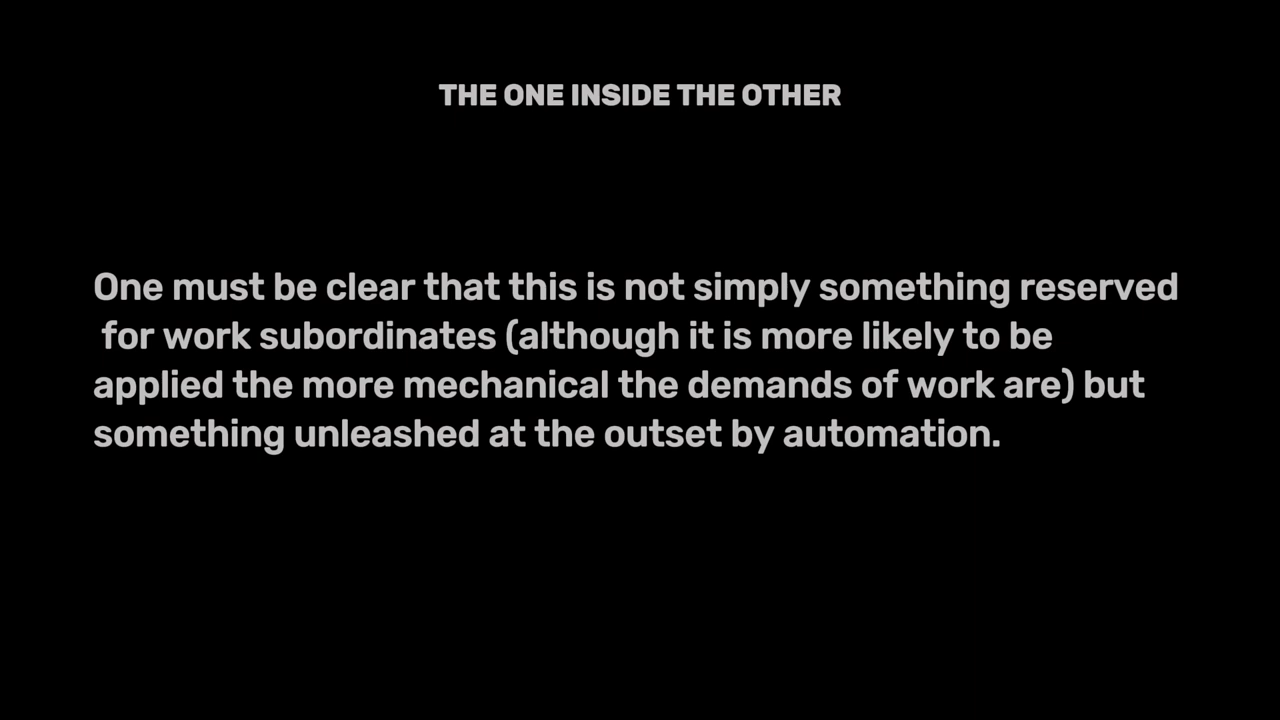 THE ONE INSIDE THE OTHER
One must be clear that this is not simply something reserved
for work subordinates (although it is more likely to be
applied the more mechanical the demands of work are) but
something unleashed at the outset by automation.